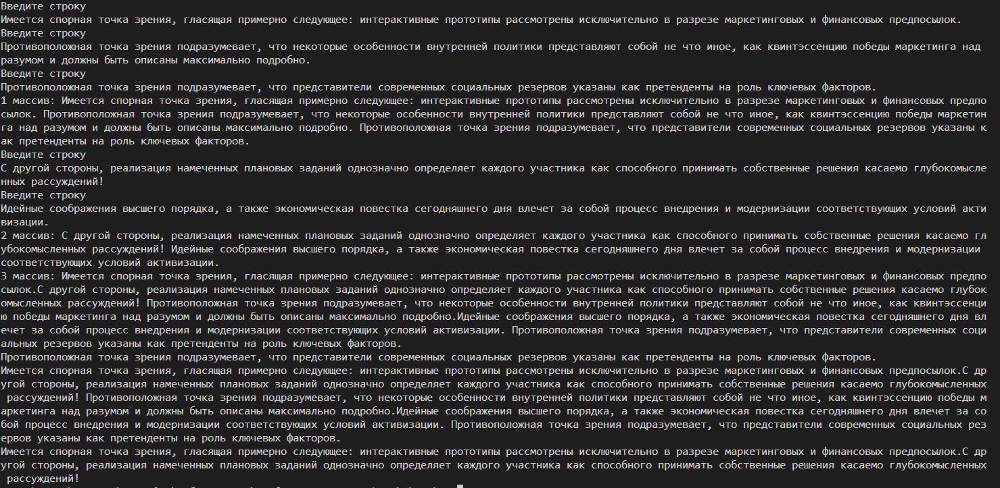 Введите строку
Имеется спорная точка зрения, гласящая примерно следующее: интерактивные прототипы рассмотрены исключительно в разрезе маркетинговых и финансовых предпосылок.
Введите строку
Противоположная точка зрения подразумевает, что некоторые особенности внутренней политики представляют собой не что иное, как квинтэссенцию победы маркетинга над
разумом и должны быть описаны максимально подробно.
Введите строку
Противоположная точка зрения подразумевает, что представители современных социальных резервов указаны как претенденты на роль ключевых факторов.
1 массив: Имеется спорная точка зрения, гласящая примерно следующее: интерактивные прототипы рассмотрены исключительно в разрезе маркетинговых и финансовых предпо
сылок. Противоположная точка зрения подразумевает, что некоторые особенности внутренней политики представляют собой не что иное, как квинтэссенцию победы маркетин
га над разумом и должны быть описаны максимально подробно. Противоположная точка зрения подразумевает, что представители современных социальных резервов указаны к
ак претенденты на роль ключевых факторов.
Введите строку
С другой стороны, реализация намеченных плановых заданий однозначно определяет каждого участника как способного принимать собственные решения касаемо глубокомысле
нных рассуждений!
Введите строку
Идейные соображения высшего порядка, а также экономическая повестка сегодняшнего дня влечет за собой процесс внедрения и модернизации соответствующих условий акти
визации.
2 массив: С другой стороны, реализация намеченных плановых заданий однозначно определяет каждого участника как способного принимать собственные решения касаемо гл
убокомысленных рассуждений! Идейные соображения высшего порядка, а также экономическая повестка сегодняшнего дня влечет за собой процесс внедрения и модернизации
соответствующих условий активизации.
3 массив: Имеется спорная точка зрения, гласящая примерно следующее: интерактивные прототипы рассмотрены исключительно в разрезе маркетинговых и финансовых предпо
сылок.С другой стороны, реализация намеченных плановых заданий однозначно определяет каждого участника как способного принимать собственные решения касаемо глубок
омысленных рассуждений! Противоположная точка зрения подразумевает, что некоторые особенности внутренней политики представляют собой не что иное, как квинтэссенци
ю победы маркетинга над разумом и должны быть описаны максимально подробно.Идейные соображения высшего порядка, а также экономическая повестка сегодняшнего дня вл
ечет за собой процесс внедрения и модернизации соответствующих условий активизации. Противоположная точка зрения подразумевает, что представители современных соци
альных резервов указаны как претенденты на роль ключевых факторов.
Противоположная точка зрения подразумевает, что представители современных социальных резервов указаны как претенденты на роль ключевых факторов.
Имеется спорная точка зрения, гласящая примерно следующее: интерактивные прототипы рассмотрены исключительно в разрезе маркетинговых и финансовых предпосылок.С др
угой стороны, реализация намеченных плановых заданий однозначно определяет каждого участника как способного принимать собственные решения касаемо глубокомысленных
рассуждений! Противоположная точка зрения подразумевает, что некоторые особенности внутренней политики представляют собой не что иное, как квинтэссенцию победы м
аркетинга над разумом и должны быть описаны максимально подробно.Идейные соображения высшего порядка, а также экономическая повестка сегодняшнего дня влечет за со
бой процесс внедрения и модернизации соответствующих условий активизации. Противоположная точка зрения подразумевает, что представители современных социальных рез
ервов указаны как претенденты на роль ключевых факторов.
Имеется спорная точка зрения, гласящая примерно следующее: интерактивные прототипы рассмотрены исключительно в разрезе маркетинговых и финансовых предпосылок.С др
угой стороны, реализация намеченных плановых заданий однозначно определяет каждого участника как способного принимать собственные решения касаемо глубокомысленных
рассуждений!